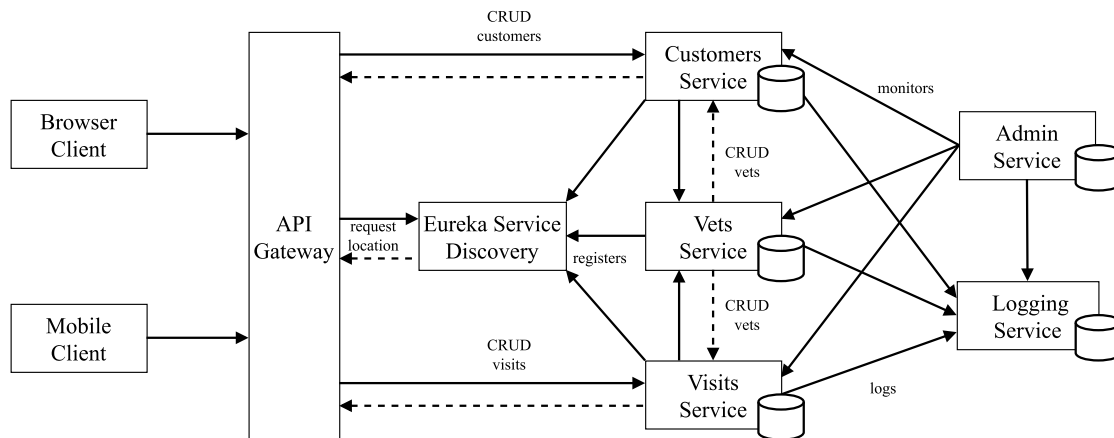 CRUD
customers
Customers
Service
monitors
Browser
Client
Admin
Service
CRUD
vets
API
Gateway
request
location
Eureka Service
Discovery
registers
Vets
Service
Mobile
Client
CRUD
vets
Logging
Service
CRUD
visits
Visits
Service
logs